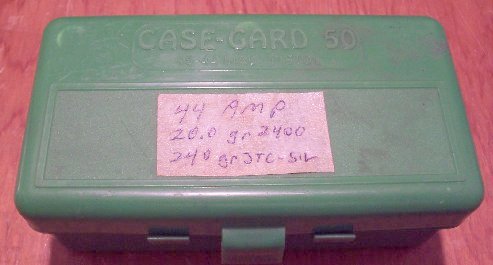 CASE-GARD 50
44 AMP
20.0 gr 2400
240 gr JTC-SIL